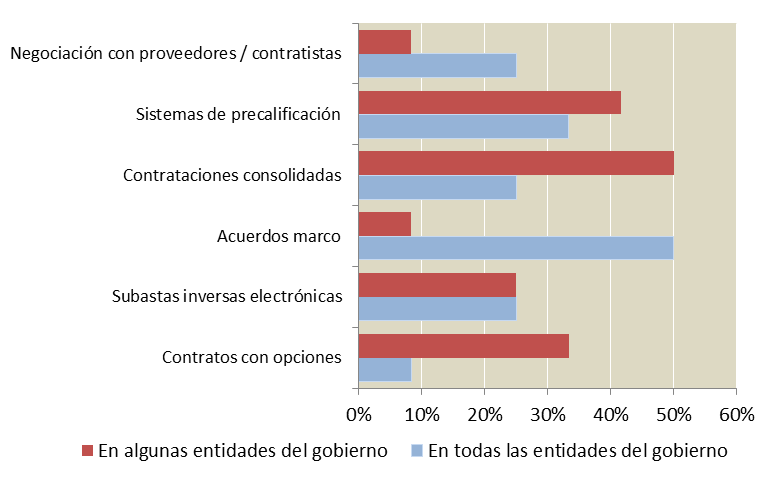 Negociación con proveedores / contratistas
Sistemas de precalificación
Contrataciones consolidadas
Acuerdos marco
Subastas inversas electrónicas
Contratos con opciones
0% 10% 20% 30% 40% 50% 60%
En algunas entidades del gobierno En todas las entidades del gobierno